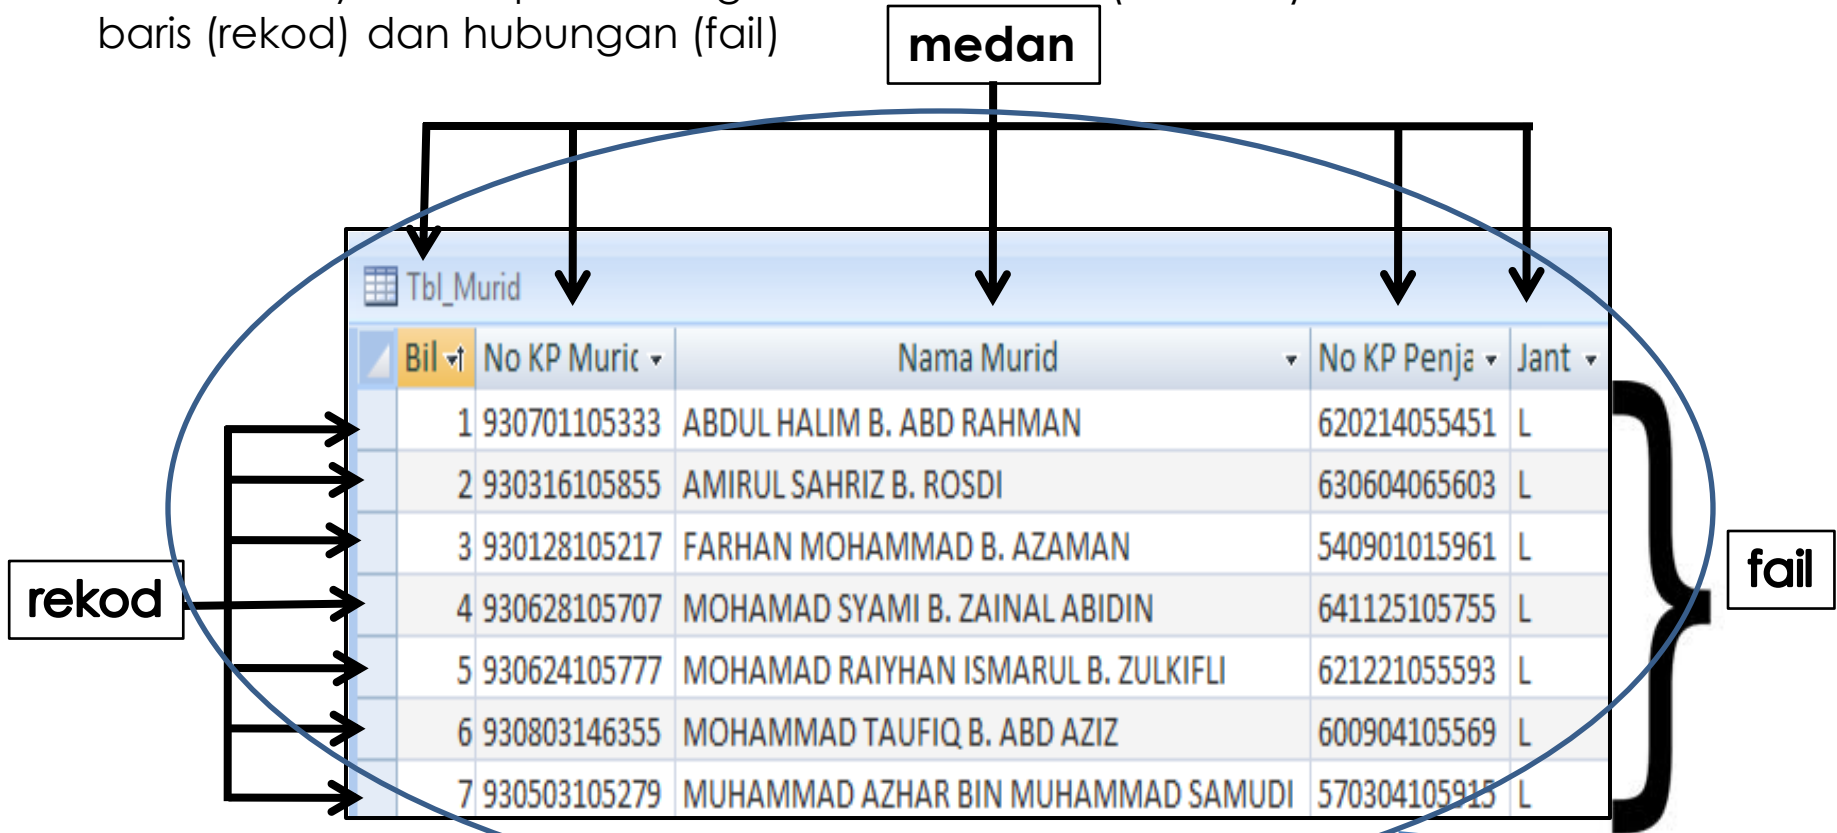 baris (rekod) dan hubungan (fail)
medan
Tbl_Murid
Bil No KP Muric Nama Murid No KP Penja Jant
1 930701105333 ABDUL HALIM B. ABD RAHMAN 620214055451 L
2 930316105855 AMIRUL SAHRIZ B. ROSDI 630604065603 L
3 930128105217 FARHAN MOHAMMAD B. AZAMAN 540901015961 L
rekod
fail
4 930628105707 MOHAMAD SYAMI B. ZAINAL ABIDIN 641125105755 L
5 930624105777 MOHAMAD RAIYHAN ISMARUL B. ZULKIFLI 621221055593 L
6 930803146355 MOHAMMAD TAUFIQ B. ABD AZIZ 600904105569 L
7 930503105279 MUHAMMAD AZHAR BIN MUHAMMAD SAMUDI 570304105915 L